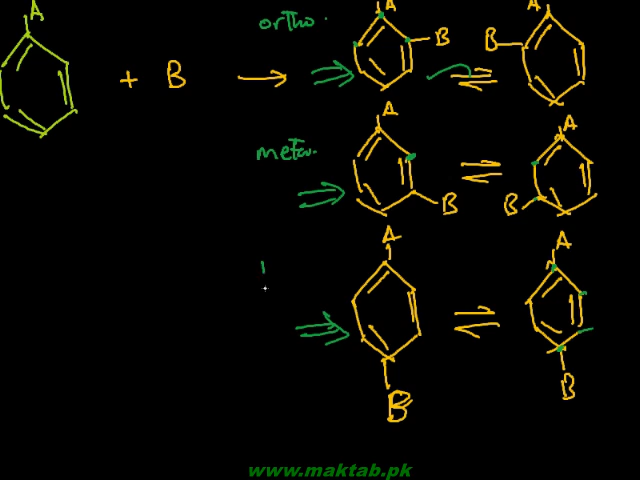 A ortho. A A
+ B → B ⇌ B
meta. A A
B ⇌ B
A A
⇌
B B
www.maktab.pk